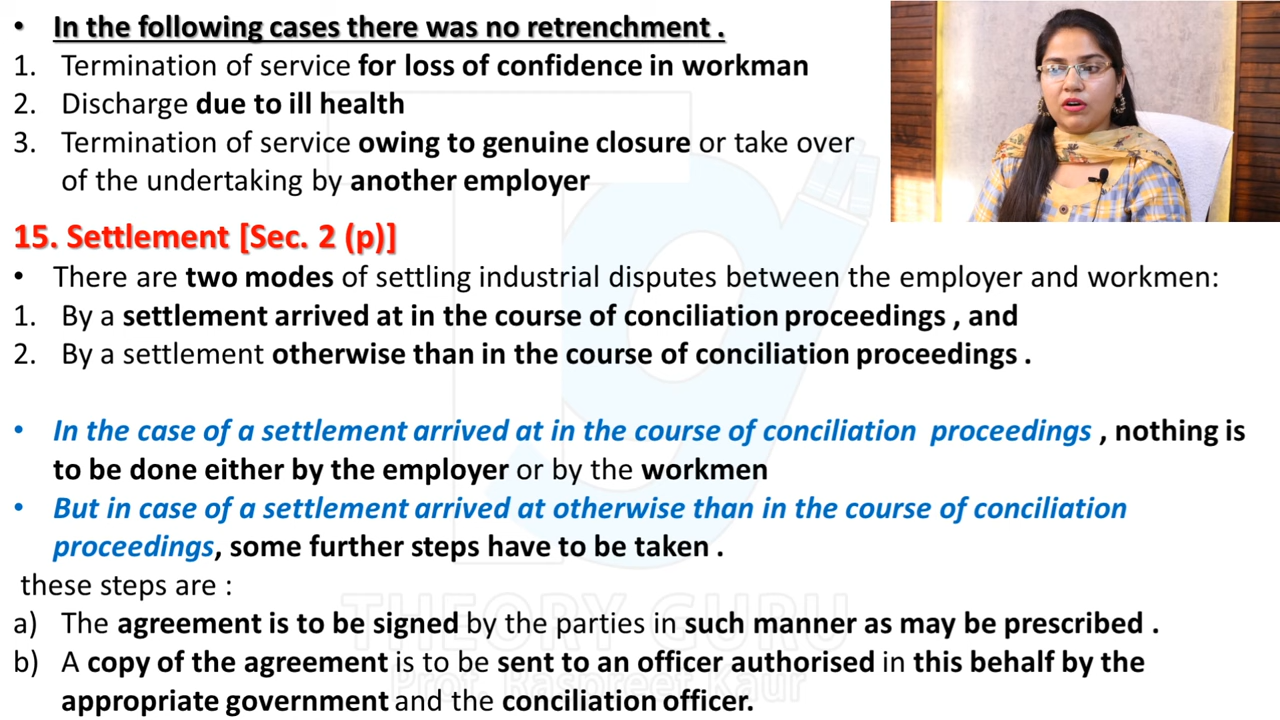 • In the following cases there was no retrenchment .
1. Termination of service for loss of confidence in workman
2. Discharge due to ill health
3. Termination of service owing to genuine closure or take over
of the undertaking by another employer
15. Settlement [Sec. 2 (p)]
• There are two modes of settling industrial disputes between the employer and workmen:
1. By a settlement arrived at in the course of conciliation proceedings , and
2. By a settlement otherwise than in the course of conciliation proceedings .
• In the case of a settlement arrived at in the course of conciliation proceedings , nothing is
to be done either by the employer or by the workmen
• But in case of a settlement arrived at otherwise than in the course of conciliation
proceedings, some further steps have to be taken .
these steps are :
a) The agreement is to be signed by the parties in such manner as may be prescribed .
THEORY GURU
b) A copy of the agreement is to be sent to an officer authorised in this behalf by the
Prof. Raspreet Kaur
appropriate government and the conciliation officer.